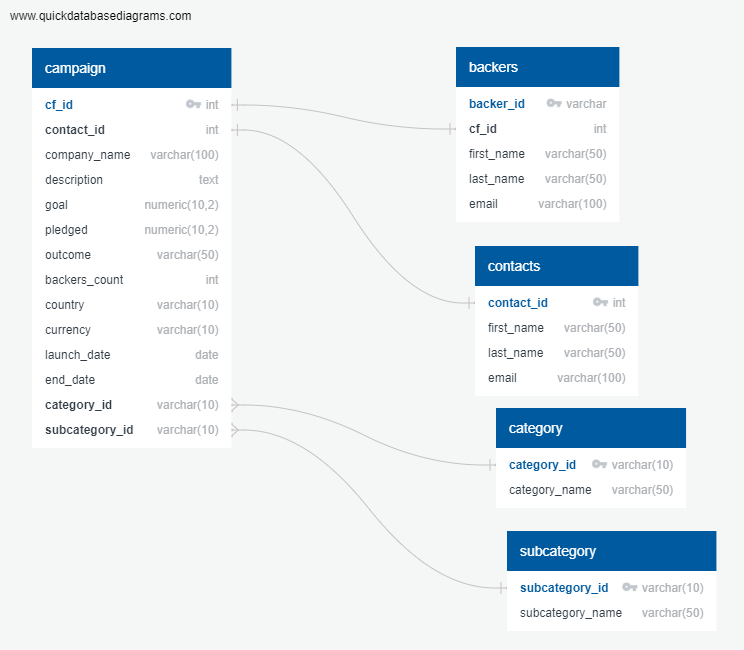 www.quickdatabasediagrams.com
campaign
cf_id int
contact_id int
company_name varchar(100)
description text
goal numeric(10,2)
pledged numeric(10,2)
outcome varchar(50)
backers_count int
country varchar(10)
currency varchar(10)
launch_date date
end_date date
category_id varchar(10)
subcategory_id varchar(10)
backers
backer_id varchar
cf_id int
first_name varchar(50)
last_name varchar(50)
email varchar(100)
contacts
contact_id int
first_name varchar(50)
last_name varchar(50)
email varchar(100)
category
category_id varchar(10)
category_name varchar(50)
subcategory
subcategory_id varchar(10)
subcategory_name varchar(50)